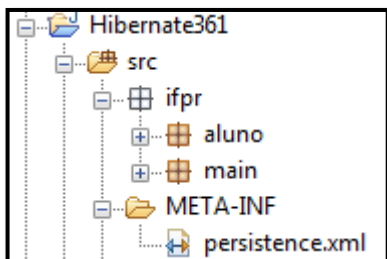 Hibernate361
src
ifpr
aluno
main
META-INF
persistence.xml